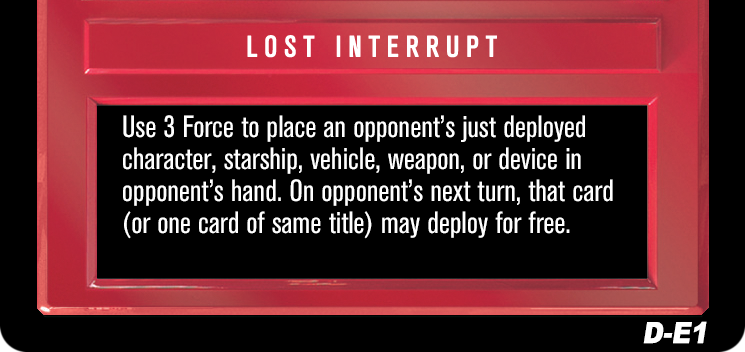 LOST INTERRUPT
Use 3 Force to place an opponent’s just deployed
character, starship, vehicle, weapon, or device in
opponent’s hand. On opponent’s next turn, that card
(or one card of same title) may deploy for free.
D-E1